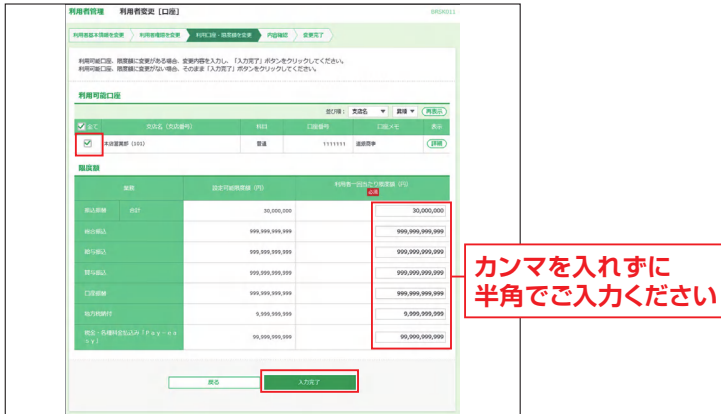 利用者管理 利用者変更 [口座] BRSK011
利用者基本情報を変更 利用者権限を変更 利用口座・限度額を変更 内容確認 変更完了
利用可能口座、限度額に変更がある場合、変更内容を入力し、「入力完了」ボタンをクリックしてください。
利用可能口座、限度額に変更がない場合、そのまま「入力完了」ボタンをクリックしてください。
利用可能口座
並び順： 支店名 昇順 再表示
全て 支店名（支店番号） 科目 口座番号 口座メモ 表示
本店営業部（101） 普通 1111111 詳細
限度額
業務 設定可能限度額（円） 利用者一回当たり限度額（円）
必須
振込振替 合計 30,000,000 30,000,000
総合振込 999,999,999,999 999,999,999,999
給与振込 999,999,999,999 999,999,999,999
賞与振込 999,999,999,999 999,999,999,999
口座振替 999,999,999,999 999,999,999,999
地方税納付 9,999,999,999 9,999,999,999
税金・各種料金払込み「Ｐａｙ－ｅａ
ｓｙ」 99,999,999,999 99,999,999,999
カンマを入れずに
半角でご入力ください
戻る 入力完了